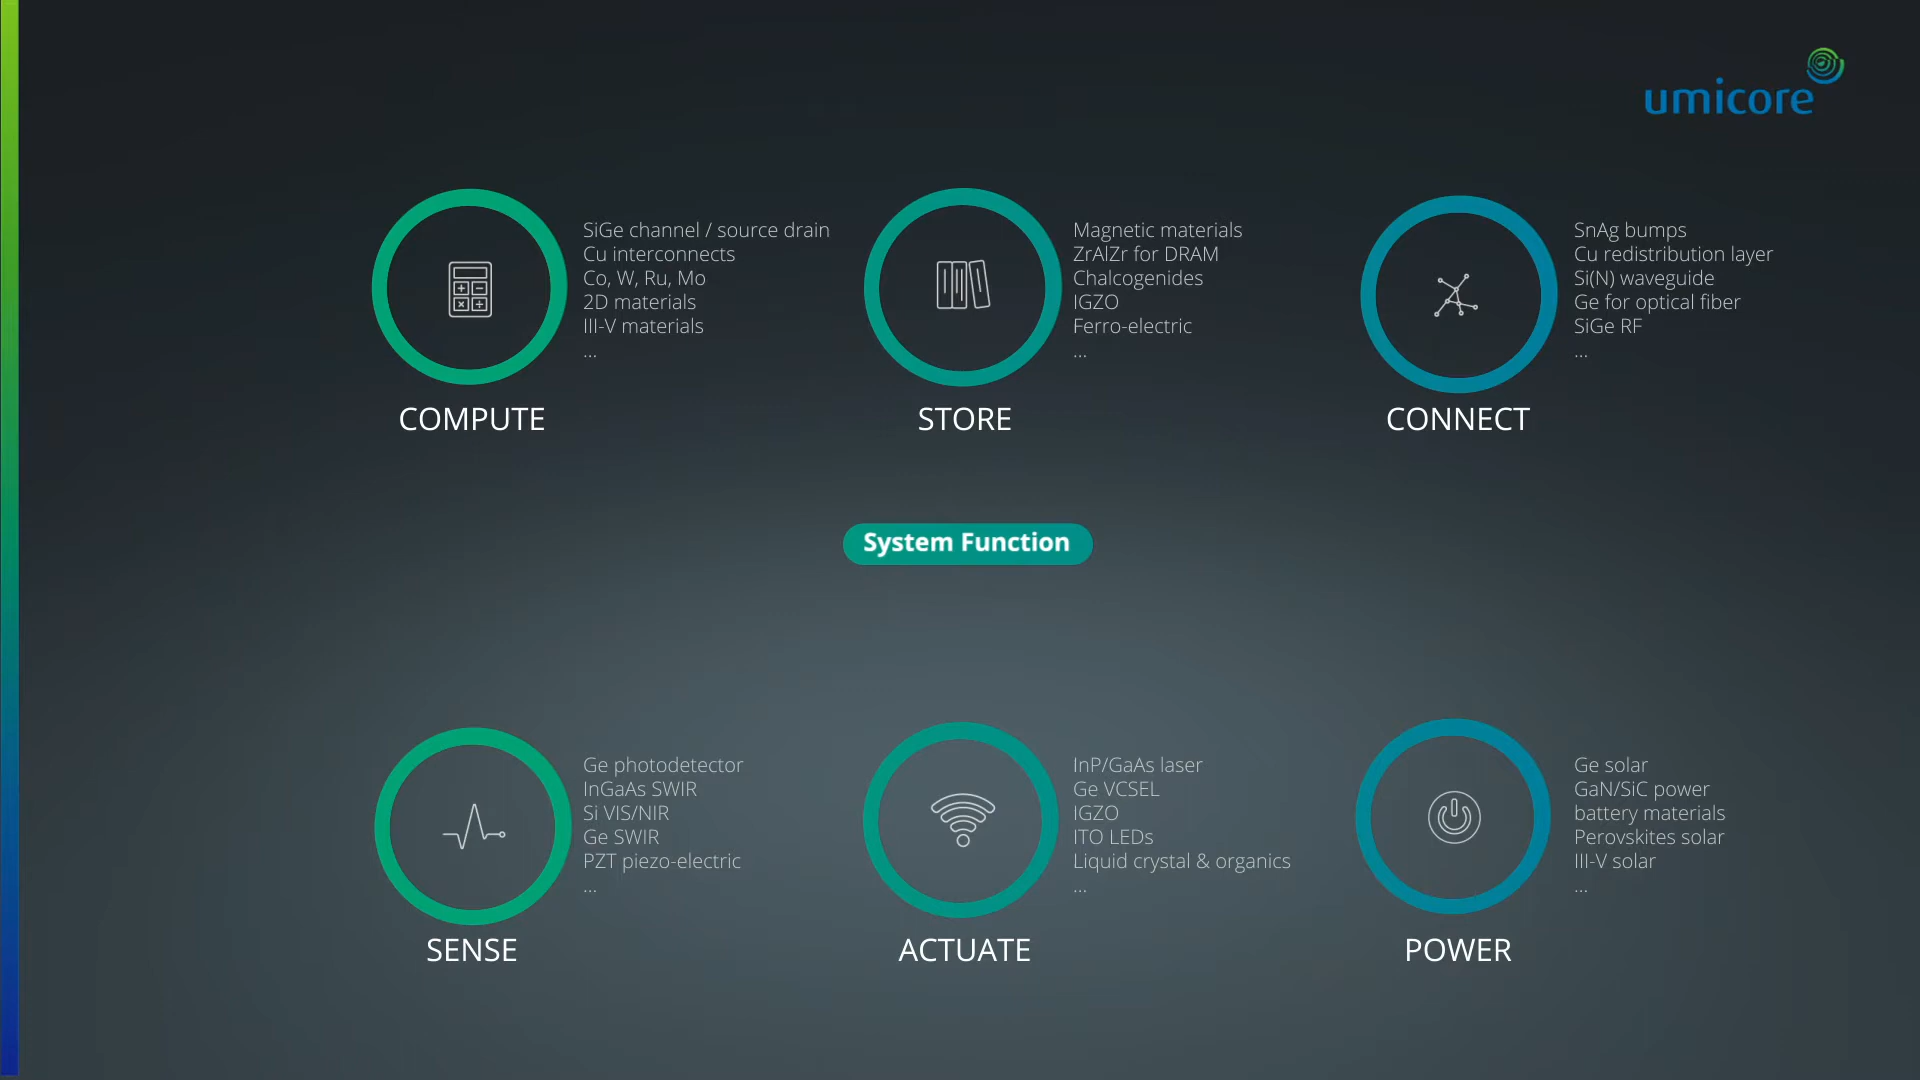 umicore
SiGe channel / source drain
Cu interconnects
Co, W, Ru, Mo
2D materials
III-V materials
...
COMPUTE
Magnetic materials
ZrAlZr for DRAM
Chalcogenides
IGZO
Ferro-electric
...
STORE
SnAg bumps
Cu redistribution layer
Si(N) waveguide
Ge for optical fiber
SiGe RF
...
CONNECT
System Function
Ge photodetector
InGaAs SWIR
Si VIS/NIR
Ge SWIR
PZT piezo-electric
...
SENSE
InP/GaAs laser
Ge VCSEL
IGZO
ITO LEDs
Liquid crystal & organics
...
ACTUATE
Ge solar
GaN/SiC power
battery materials
Perovskites solar
III-V solar
...
POWER